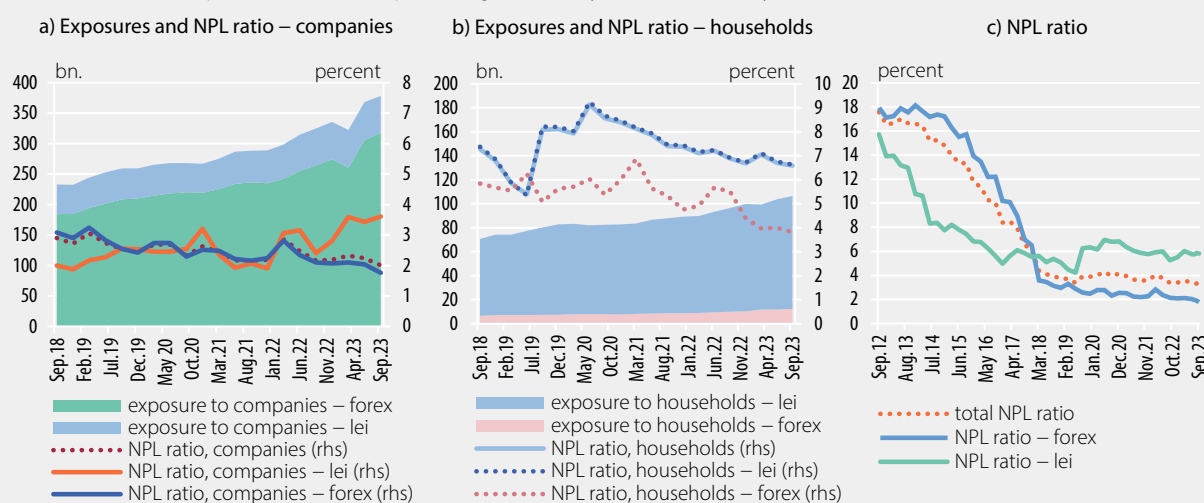 a) Exposures and NPL ratio – companies
bn.
percent
400
350
300
250
200
150
100
50
0
8
7
6
5
4
3
2
1
0
Sep.18
Feb.19
Jul.19
Dec.19
May 20
Oct.20
Mar.21
Aug.21
Jan.22
Jun.22
Nov.22
Apr.23
Sep.23
exposure to companies – forex
exposure to companies – lei
NPL ratio, companies (rhs)
NPL ratio, companies – lei (rhs)
NPL ratio, companies – forex (rhs)
b) Exposures and NPL ratio – households
bn.
percent
200
180
160
140
120
100
80
60
40
20
0
10
9
8
7
6
5
4
3
2
1
0
Sep.18
Feb.19
Jul.19
Dec.19
May 20
Oct.20
Mar.21
Aug.21
Jan.22
Jun.22
Nov.22
Apr.23
Sep.23
exposure to households – lei
exposure to households – forex
NPL ratio, households (rhs)
NPL ratio, households – lei (rhs)
NPL ratio, households – forex (rhs)
c) NPL ratio
percent
20
18
16
14
12
10
8
6
4
2
0
Sep.12
Aug.13
Jul.14
Jun.15
May 16
Apr.17
Mar.18
Feb.19
Jan.20
Dec.20
Nov.21
Oct.22
Sep.23
total NPL ratio
NPL ratio – forex
NPL ratio – lei